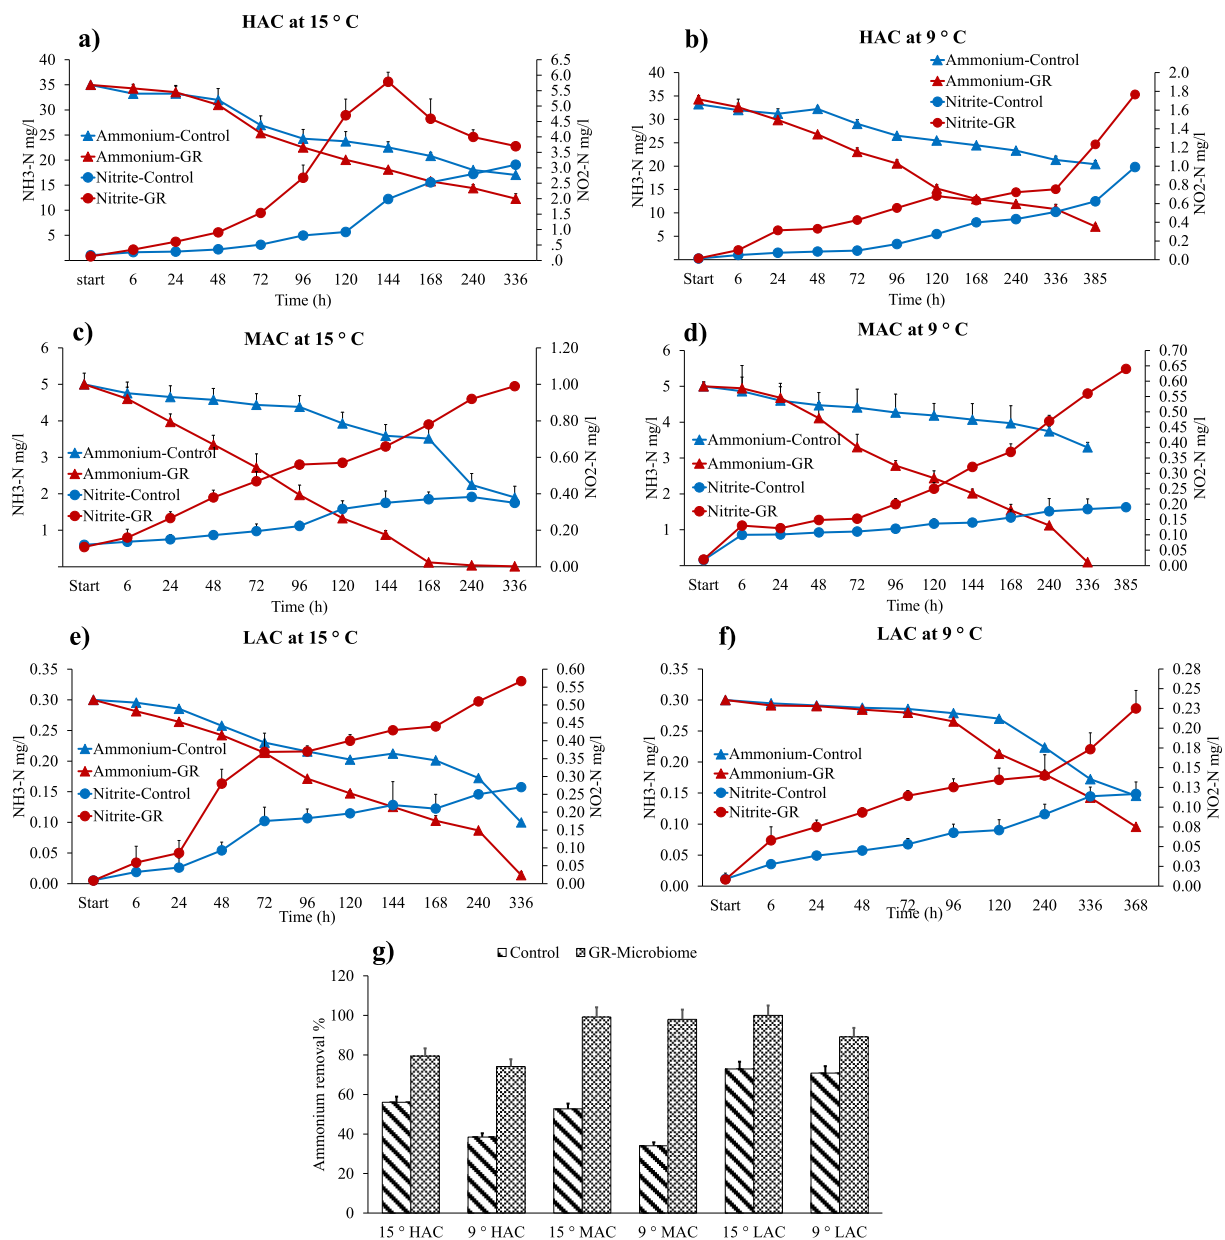 HAC at 15 ° C
a)
40 35 30 25 20 15 10 5
NH3-N mg/l
6.5 6.0 5.5 5.0 4.5 4.0 3.5 3.0 2.5 2.0 1.5 1.0 .5 .0
NO2-N mg/l
Ammonium-Control
Ammonium-GR
Nitrite-Control
Nitrite-GR
start 6 24 48 72 96 120 144 168 240 336
Time (h)
b)
HAC at 9 ° C
Ammonium-Control
Ammonium-GR
Nitrite-Control
Nitrite-GR
40 35 30 25 20 15 10 5
NH3-N mg/l
2.0 1.8 1.6 1.4 1.2 1.0 0.8 0.6 0.4 0.2 0.0
NO2-N mg/l
Start 6 24 48 72 96 120 168 240 336 385
Time (h)
c)
MAC at 15 ° C
6 5 4 3 2 1
NH3-N mg/l
1.20 1.00 0.80 0.60 0.40 0.20 0.00
NO2-N mg/l
Ammonium-Control
Ammonium-GR
Nitrite-Control
Nitrite-GR
Start 6 24 48 72 96 120 144 168 240 336
Time (h)
d)
MAC at 9 ° C
6 5 4 3 2 1
NH3-N mg/l
0.70 0.65 0.60 0.55 0.50 0.45 0.40 0.35 0.30 0.25 0.20 0.15 0.10 0.05 0.00
NO2-N mg/l
Ammonium-Control
Ammonium-GR
Nitrite-Control
Nitrite-GR
Start 6 24 48 72 96 120 144 168 240 336 385
Time (h)
e)
LAC at 15 ° C
0.35 0.30 0.25 0.20 0.15 0.10 0.05 0.00
NH3-N mg/l
0.60 0.55 0.50 0.45 0.40 0.35 0.30 0.25 0.20 0.15 0.10 0.05 0.00
NO2-N mg/l
Ammonium-Control
Ammonium-GR
Nitrite-Control
Nitrite-GR
Start 6 24 48 72 96 120 144 168 240 336
Time (h)
f)
LAC at 9 ° C
0.35 0.30 0.25 0.20 0.15 0.10 0.05 0.00
NH3-N mg/l
0.28 0.25 0.23 0.20 0.18 0.15 0.13 0.10 0.08 0.05 0.03 0.00
NO2-N mg/l
Ammonium-Control
Ammonium-GR
Nitrite-Control
Nitrite-GR
Start 6 24 48 72 96 120 240 336 368
Time (h)
g)
Control GR-Microbiome
120 100 80 60 40 20 0
Ammonium removal %
15 ° HAC 9 ° HAC 15 ° MAC 9 ° MAC 15 ° LAC 9 ° LAC